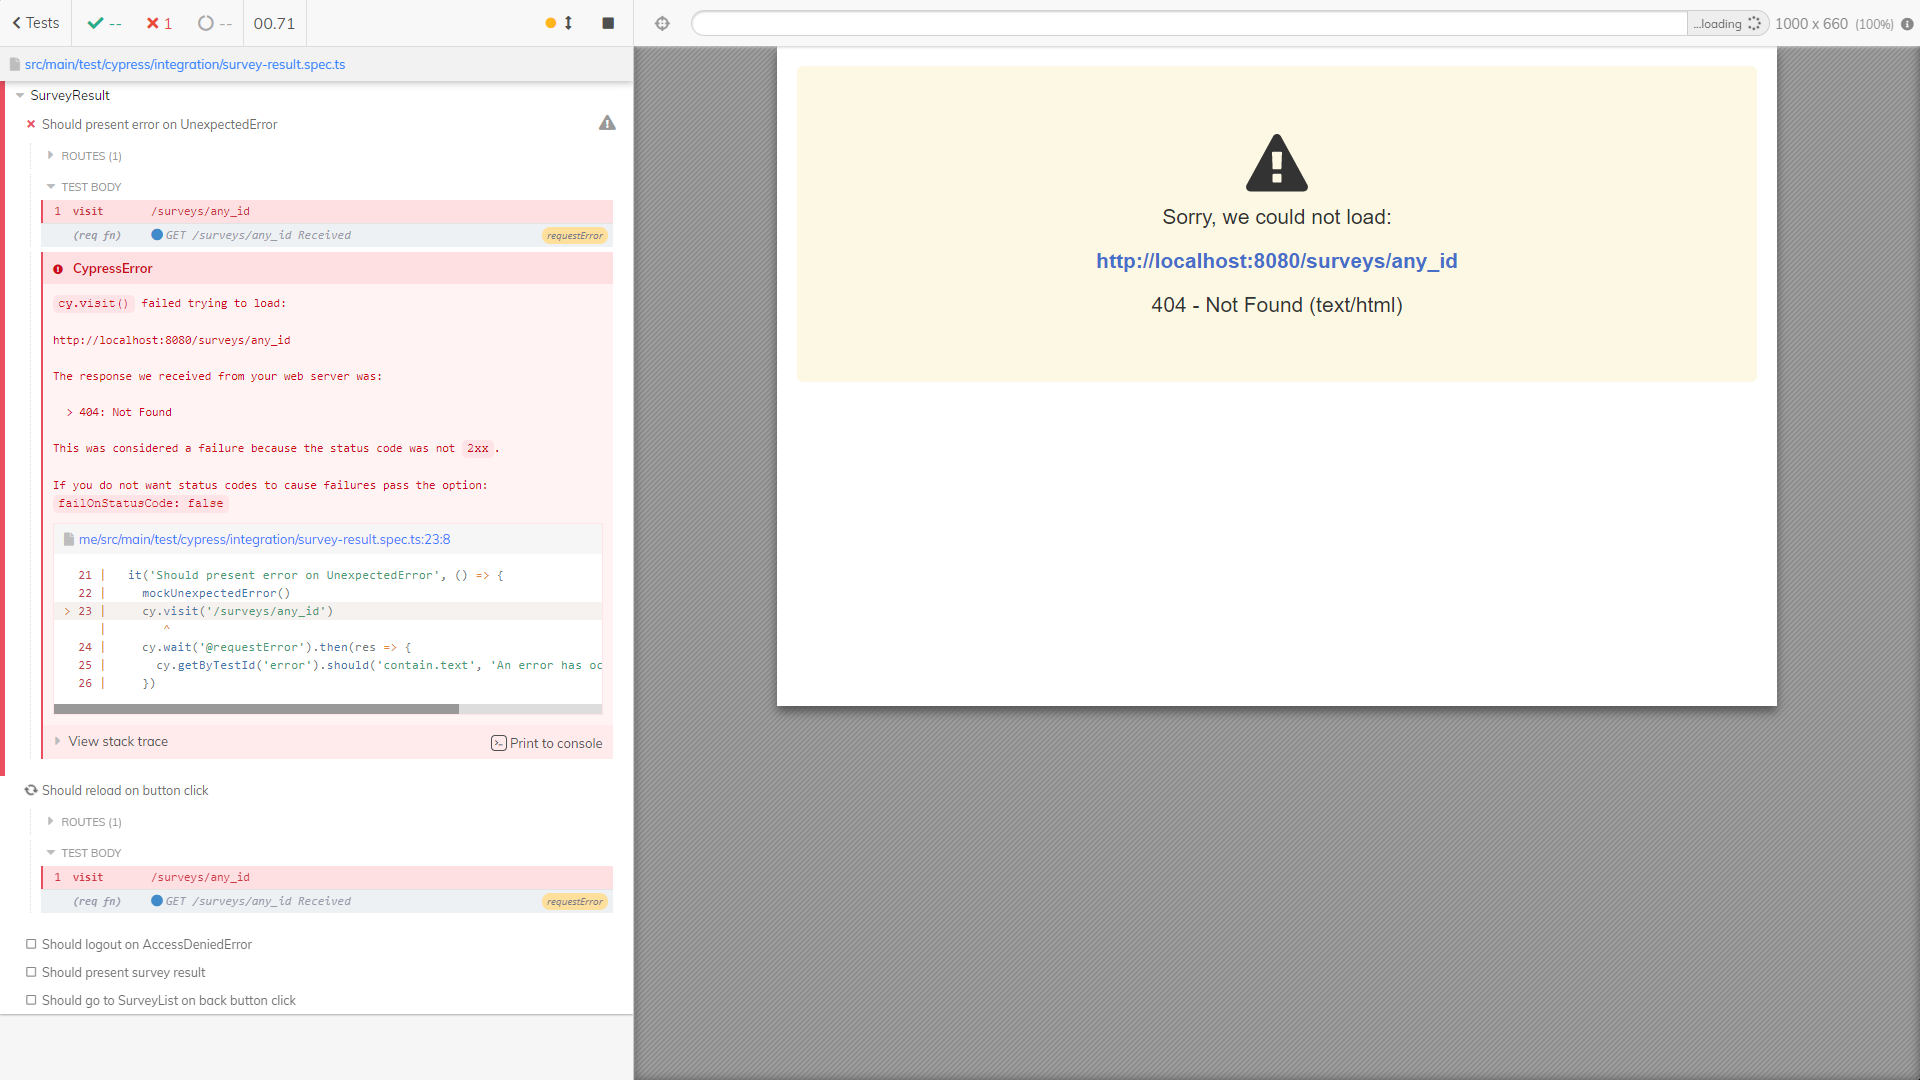 Tests
--
1
--
00.71
...loading
1000 x 660 (100%)
src/main/test/cypress/integration/survey-result.spec.ts
SurveyResult
Should present error on UnexpectedError
ROUTES (1)
TEST BODY
1 visit /surveys/any_id
(req fn) GET /surveys/any_id Received requestError
CypressError
cy.visit() failed trying to load:
http://localhost:8080/surveys/any_id
The response we received from your web server was:
> 404: Not Found
This was considered a failure because the status code was not 2xx.
If you do not want status codes to cause failures pass the option:
failOnStatusCode: false
me/src/main/test/cypress/integration/survey-result.spec.ts:23:8
21 | it('Should present error on UnexpectedError', () => {
22 | mockUnexpectedError()
> 23 | cy.visit('/surveys/any_id')
| ^
24 | cy.wait('@requestError').then(res => {
25 | cy.getByTestId('error').should('contain.text', 'An error has oc
26 | })
View stack trace
Print to console
Should reload on button click
ROUTES (1)
TEST BODY
1 visit /surveys/any_id
(req fn) GET /surveys/any_id Received requestError
Should logout on AccessDeniedError
Should present survey result
Should go to SurveyList on back button click
Sorry, we could not load:
http://localhost:8080/surveys/any_id
404 - Not Found (text/html)